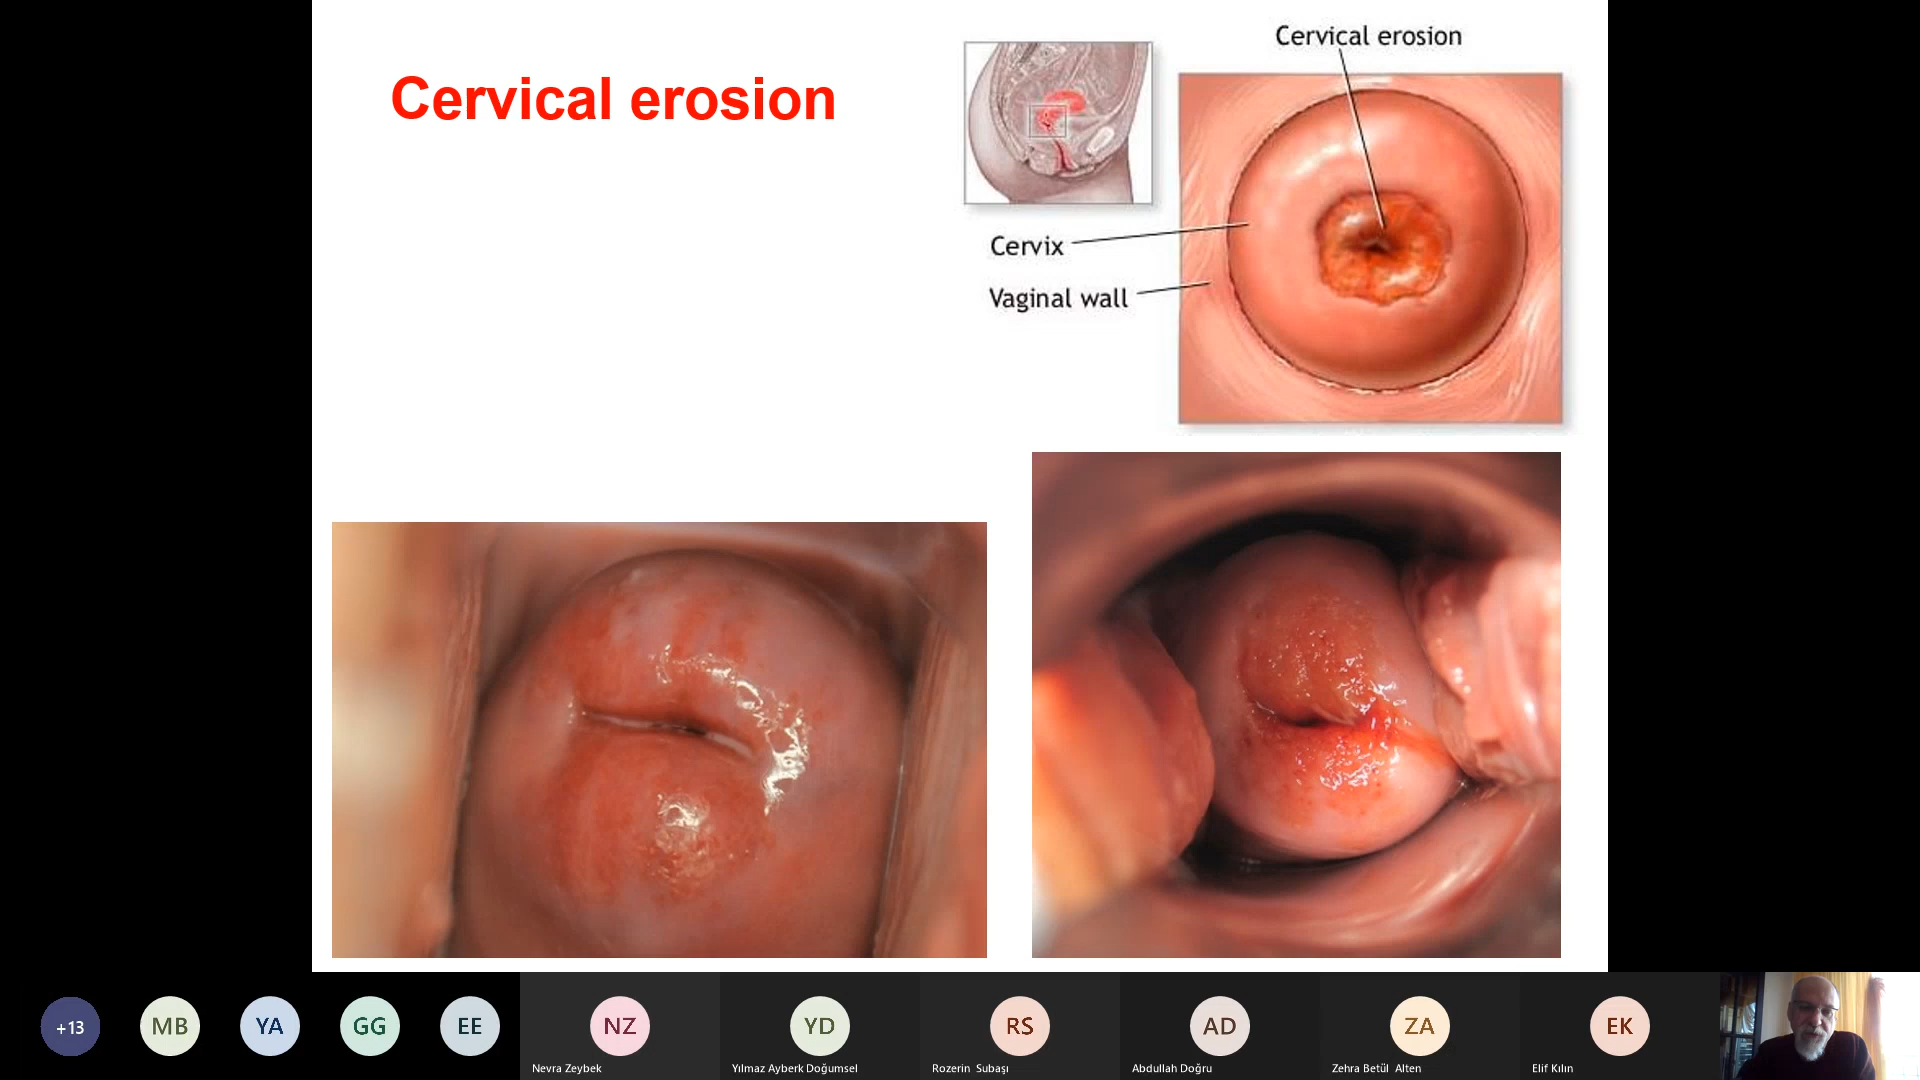 Cervical erosion
Cervical erosion
Cervix
Vaginal wall
+13
MB
YA
GG
EE
NZ
YD
RS
AD
ZA
EK
Nevra Zeybek
Yılmaz Ayberk Doğumsel
Rozerin Subaşı
Abdullah Doğru
Zehra Betül Alten
Elif Kılın